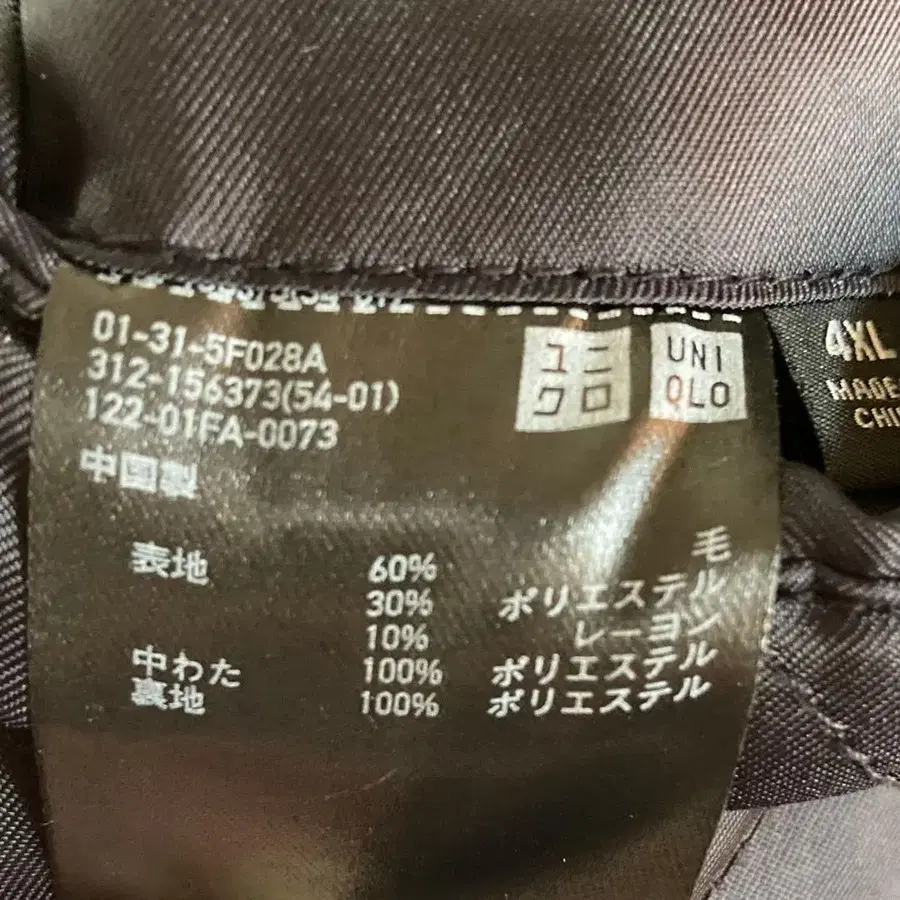 01-31-5F028A
312-156373(54-01)
122-01FA-0073
中国製
ユニ
クロ
UNI
QLO
4XL
MADE
表地 60% 毛
30% ポリエステル
10% レーヨン
中わた 100% ポリエステル
裏地 100% ポリエステル